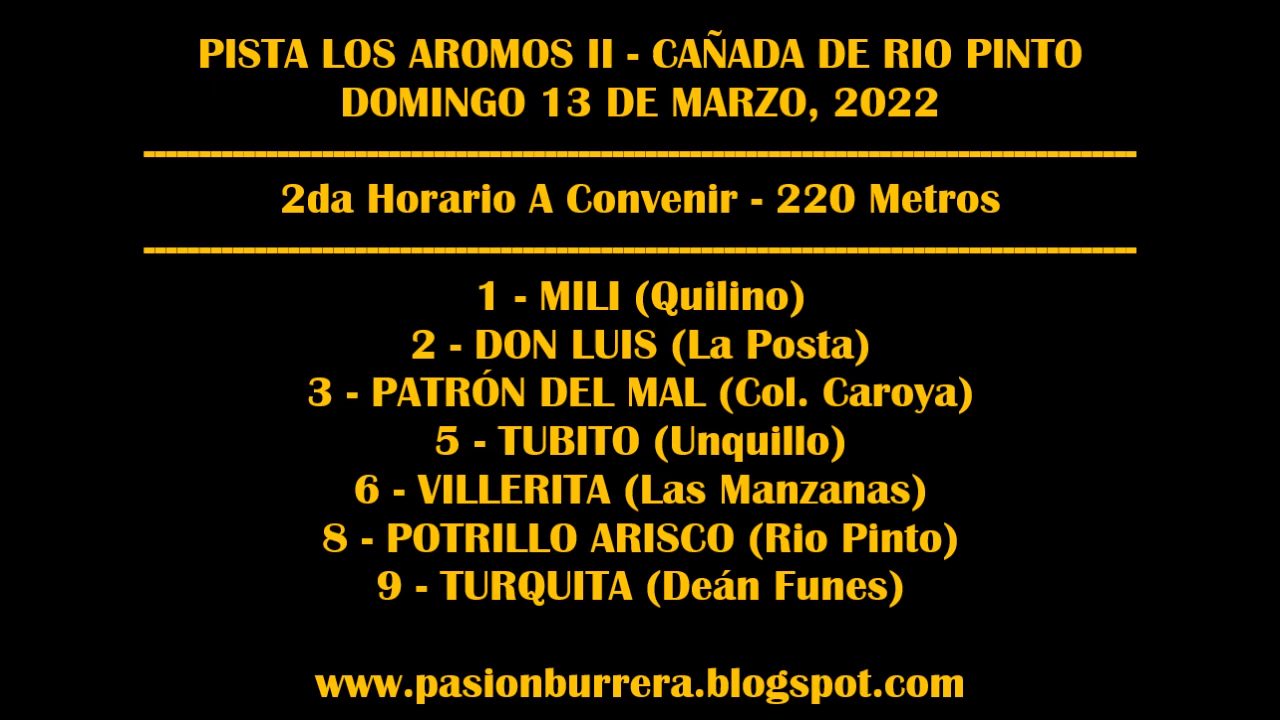 PISTA LOS AROMOS II - CAÑADA DE RIO PINTO
DOMINGO 13 DE MARZO, 2022
2da Horario A Convenir - 220 Metros
1 - MILI (Quilino)
2 - DON LUIS (La Posta)
3 - PATRÓN DEL MAL (Col. Caroya)
5 - TUBITO (Unquillo)
6 - VILLERITA (Las Manzanas)
8 - POTRILLO ARISCO (Rio Pinto)
9 - TURQUITA (Deán Funes)
www.pasionburrera.blogspot.com